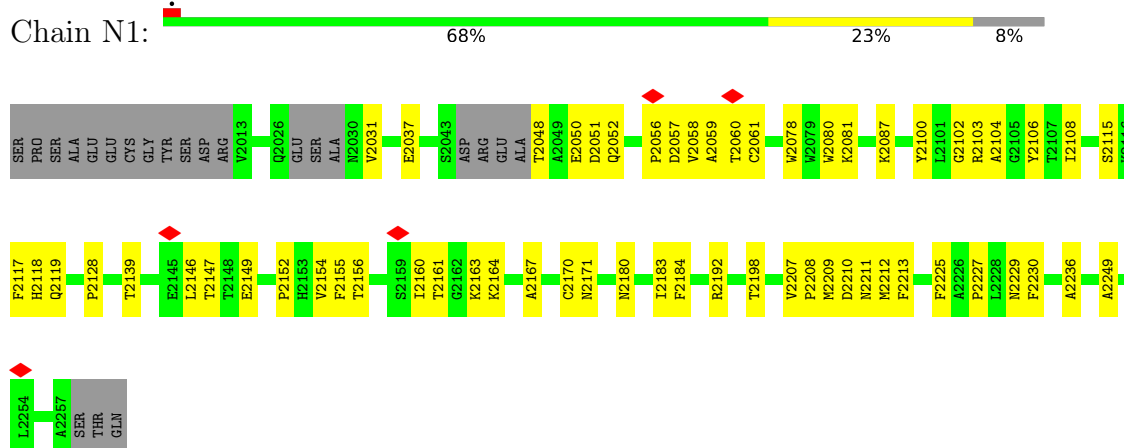 Chain N1:
68% 23% 8%
SER PRO SER ALA GLU GLU CYS GLY TYR SER ASP ARG V2013 Q2026 GLU SER ALA N2030 V2031 E2037 S2043 ASP ARG GLU ALA T2048 A2049 E2050 D2051 Q2052 P2056 D2057 V2058 A2059 T2060 C2061 W2078 W2079 W2080 K2081 K2087 Y2100 L2101 G2102 R2103 A2104 G2105 Y2106 T2107 I2108 S2115
F2117 H2118 Q2119 P2128 T2139 E2145 L2146 T2147 T2148 E2149 P2152 H2153 V2154 F2155 T2156 S2159 I2160 T2161 G2162 K2163 K2164 A2167 C2170 N2171 N2180 I2183 F2184 R2192 T2198 V2207 P2208 M2209 D2210 N2211 M2212 F2213 F2225 A2226 P2227 L2228 N2229 F2230 A2236 A2249
L2254 A2257 SER THR GLN